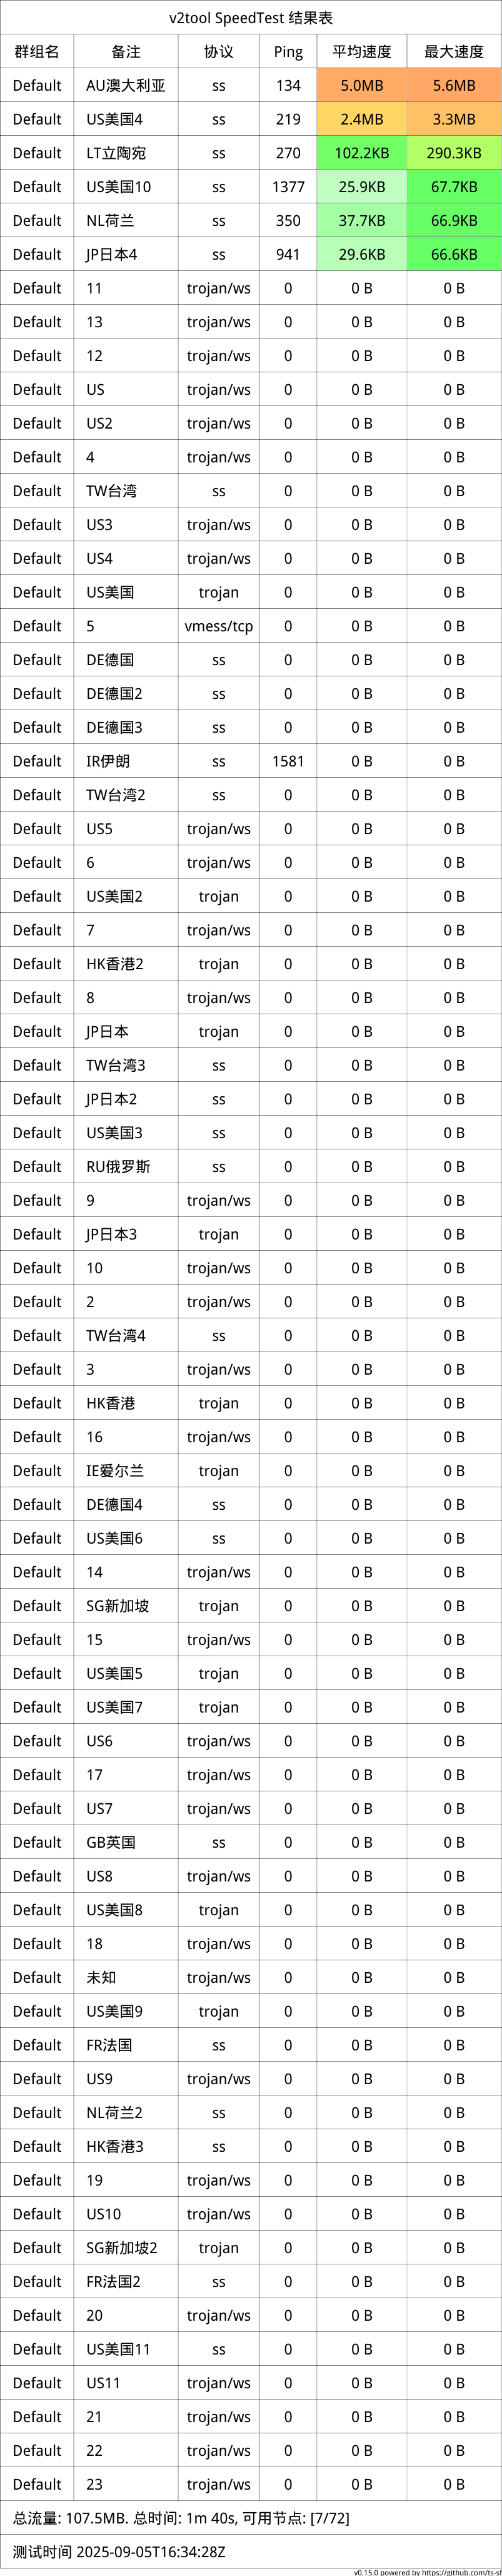 v2tool SpeedTest 结果表
群组名 备注 协议 Ping 平均速度 最大速度
Default AU澳大利亚 ss 134 5.0MB 5.6MB
Default US美国4 ss 219 2.4MB 3.3MB
Default LT立陶宛 ss 270 102.2KB 290.3KB
Default US美国10 ss 1377 25.9KB 67.7KB
Default NL荷兰 ss 350 37.7KB 66.9KB
Default JP日本4 ss 941 29.6KB 66.6KB
Default 11 trojan/ws 0 0 B 0 B
Default 13 trojan/ws 0 0 B 0 B
Default 12 trojan/ws 0 0 B 0 B
Default US trojan/ws 0 0 B 0 B
Default US2 trojan/ws 0 0 B 0 B
Default 4 trojan/ws 0 0 B 0 B
Default TW台湾 ss 0 0 B 0 B
Default US3 trojan/ws 0 0 B 0 B
Default US4 trojan/ws 0 0 B 0 B
Default US美国 trojan 0 0 B 0 B
Default 5 vmess/tcp 0 0 B 0 B
Default DE德国 ss 0 0 B 0 B
Default DE德国2 ss 0 0 B 0 B
Default DE德国3 ss 0 0 B 0 B
Default IR伊朗 ss 1581 0 B 0 B
Default TW台湾2 ss 0 0 B 0 B
Default US5 trojan/ws 0 0 B 0 B
Default 6 trojan/ws 0 0 B 0 B
Default US美国2 trojan 0 0 B 0 B
Default 7 trojan/ws 0 0 B 0 B
Default HK香港2 trojan 0 0 B 0 B
Default 8 trojan/ws 0 0 B 0 B
Default JP日本 trojan 0 0 B 0 B
Default TW台湾3 ss 0 0 B 0 B
Default JP日本2 ss 0 0 B 0 B
Default US美国3 ss 0 0 B 0 B
Default RU俄罗斯 ss 0 0 B 0 B
Default 9 trojan/ws 0 0 B 0 B
Default JP日本3 trojan 0 0 B 0 B
Default 10 trojan/ws 0 0 B 0 B
Default 2 trojan/ws 0 0 B 0 B
Default TW台湾4 ss 0 0 B 0 B
Default 3 trojan/ws 0 0 B 0 B
Default HK香港 trojan 0 0 B 0 B
Default 16 trojan/ws 0 0 B 0 B
Default IE爱尔兰 trojan 0 0 B 0 B
Default DE德国4 ss 0 0 B 0 B
Default US美国6 ss 0 0 B 0 B
Default 14 trojan/ws 0 0 B 0 B
Default SG新加坡 trojan 0 0 B 0 B
Default 15 trojan/ws 0 0 B 0 B
Default US美国5 trojan 0 0 B 0 B
Default US美国7 trojan 0 0 B 0 B
Default US6 trojan/ws 0 0 B 0 B
Default 17 trojan/ws 0 0 B 0 B
Default US7 trojan/ws 0 0 B 0 B
Default GB英国 ss 0 0 B 0 B
Default US8 trojan/ws 0 0 B 0 B
Default US美国8 trojan 0 0 B 0 B
Default 18 trojan/ws 0 0 B 0 B
Default 未知 trojan/ws 0 0 B 0 B
Default US美国9 trojan 0 0 B 0 B
Default FR法国 ss 0 0 B 0 B
Default US9 trojan/ws 0 0 B 0 B
Default NL荷兰2 ss 0 0 B 0 B
Default HK香港3 ss 0 0 B 0 B
Default 19 trojan/ws 0 0 B 0 B
Default US10 trojan/ws 0 0 B 0 B
Default SG新加坡2 trojan 0 0 B 0 B
Default FR法国2 ss 0 0 B 0 B
Default 20 trojan/ws 0 0 B 0 B
Default US美国11 ss 0 0 B 0 B
Default US11 trojan/ws 0 0 B 0 B
Default 21 trojan/ws 0 0 B 0 B
Default 22 trojan/ws 0 0 B 0 B
Default 23 trojan/ws 0 0 B 0 B
总流量: 107.5MB. 总时间: 1m 40s, 可用节点: [7/72]
测试时间 2025-09-05T16:34:28Z
v0.15.0 powered by https://github.com/ts-sf